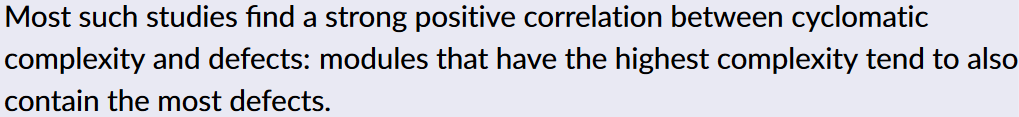 Most such studies find a strong positive correlation between cyclomatic
complexity and defects: modules that have the highest complexity tend to also
contain the most defects.